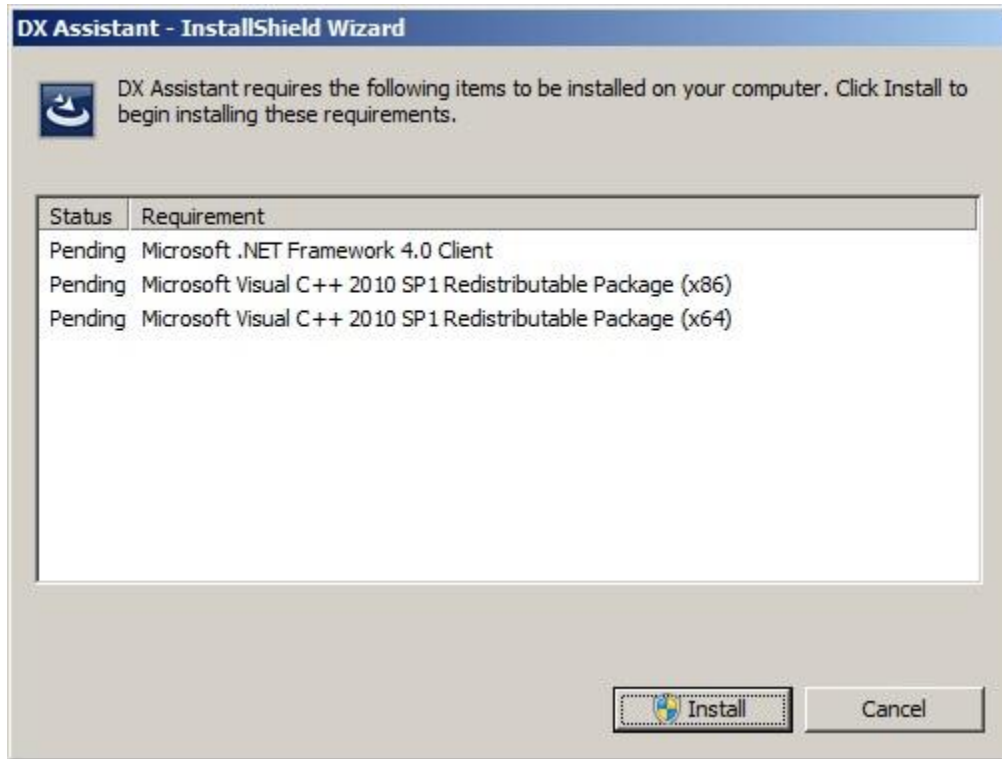 DX Assistant - InstallShield Wizard
DX Assistant requires the following items to be installed on your computer. Click Install to
begin installing these requirements.
Status Requirement
Pending Microsoft .NET Framework 4.0 Client
Pending Microsoft Visual C++ 2010 SP1 Redistributable Package (x86)
Pending Microsoft Visual C++ 2010 SP1 Redistributable Package (x64)
Install Cancel